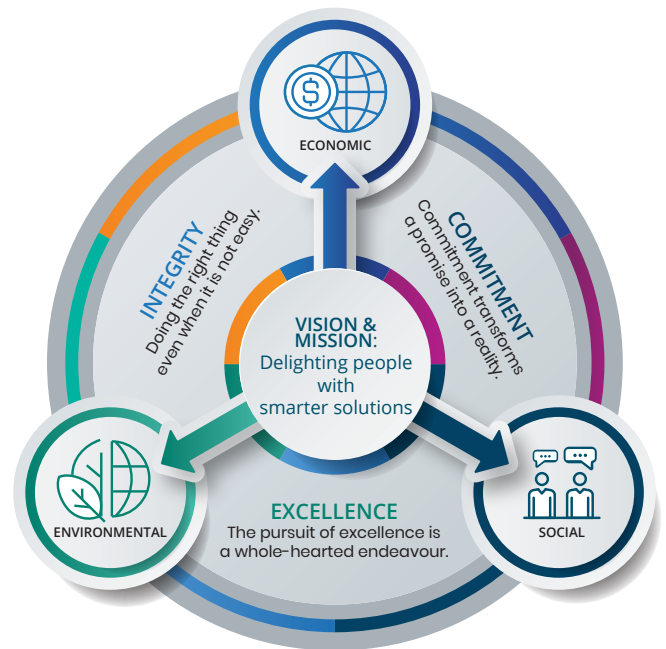 $
ECONOMIC
INTEGRITY
Doing the right thing
even when it is not easy.
COMMITMENT
Commitment transforms
a promise into a reality.
VISION &
MISSION:
Delighting people
with
smarter solutions
ENVIRONMENTAL
EXCELLENCE
The pursuit of excellence is
a whole-hearted endeavour.
SOCIAL